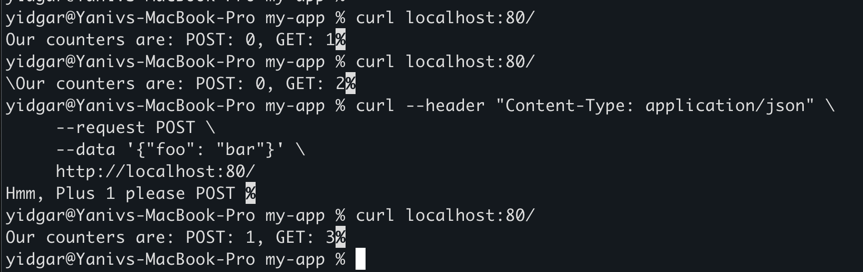 yidgar@Yanivs-MacBook-Pro my-app % curl localhost:80/
Our counters are: POST: 0, GET: 1%
yidgar@Yanivs-MacBook-Pro my-app % curl localhost:80/
\Our counters are: POST: 0, GET: 2%
yidgar@Yanivs-MacBook-Pro my-app % curl --header "Content-Type: application/json" \
--request POST \
--data '{"foo": "bar"}' \
http://localhost:80/
Hmm, Plus 1 please POST %
yidgar@Yanivs-MacBook-Pro my-app % curl localhost:80/
Our counters are: POST: 1, GET: 3%
yidgar@Yanivs-MacBook-Pro my-app %